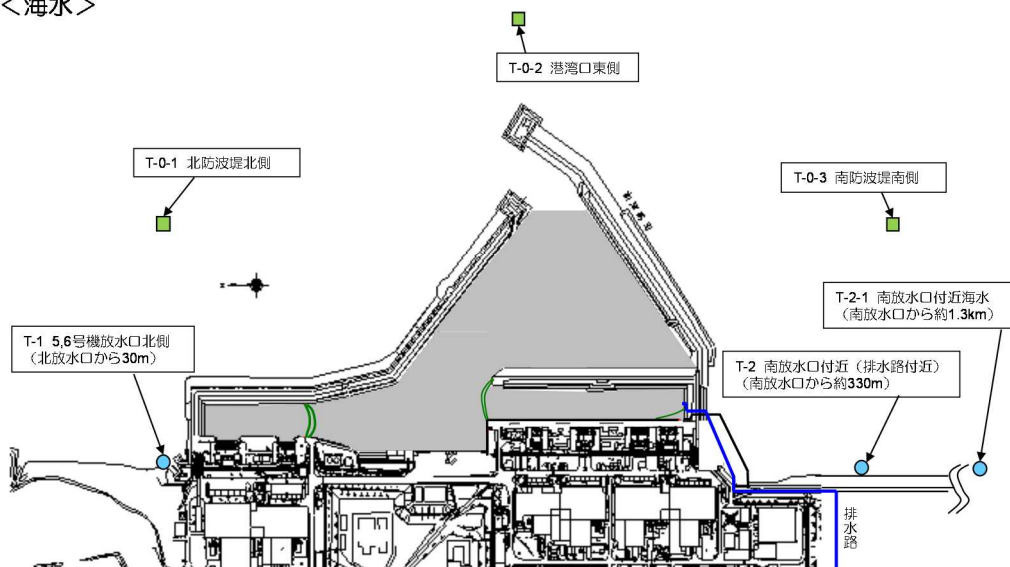 ＜海水＞
T-0-2 港湾口東側
T-0-1 北防波堤北側
T-0-3 南防波堤南側
T-2-1 南放水口付近海水
（南放水口から約1.3km）
T-1 5,6号機放水口北側
（北放水口から30m）
T-2 南放水口付近（排水路付近）
（南放水口から約330m）
排水路